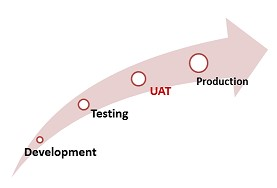 Development
Testing
UAT
Production